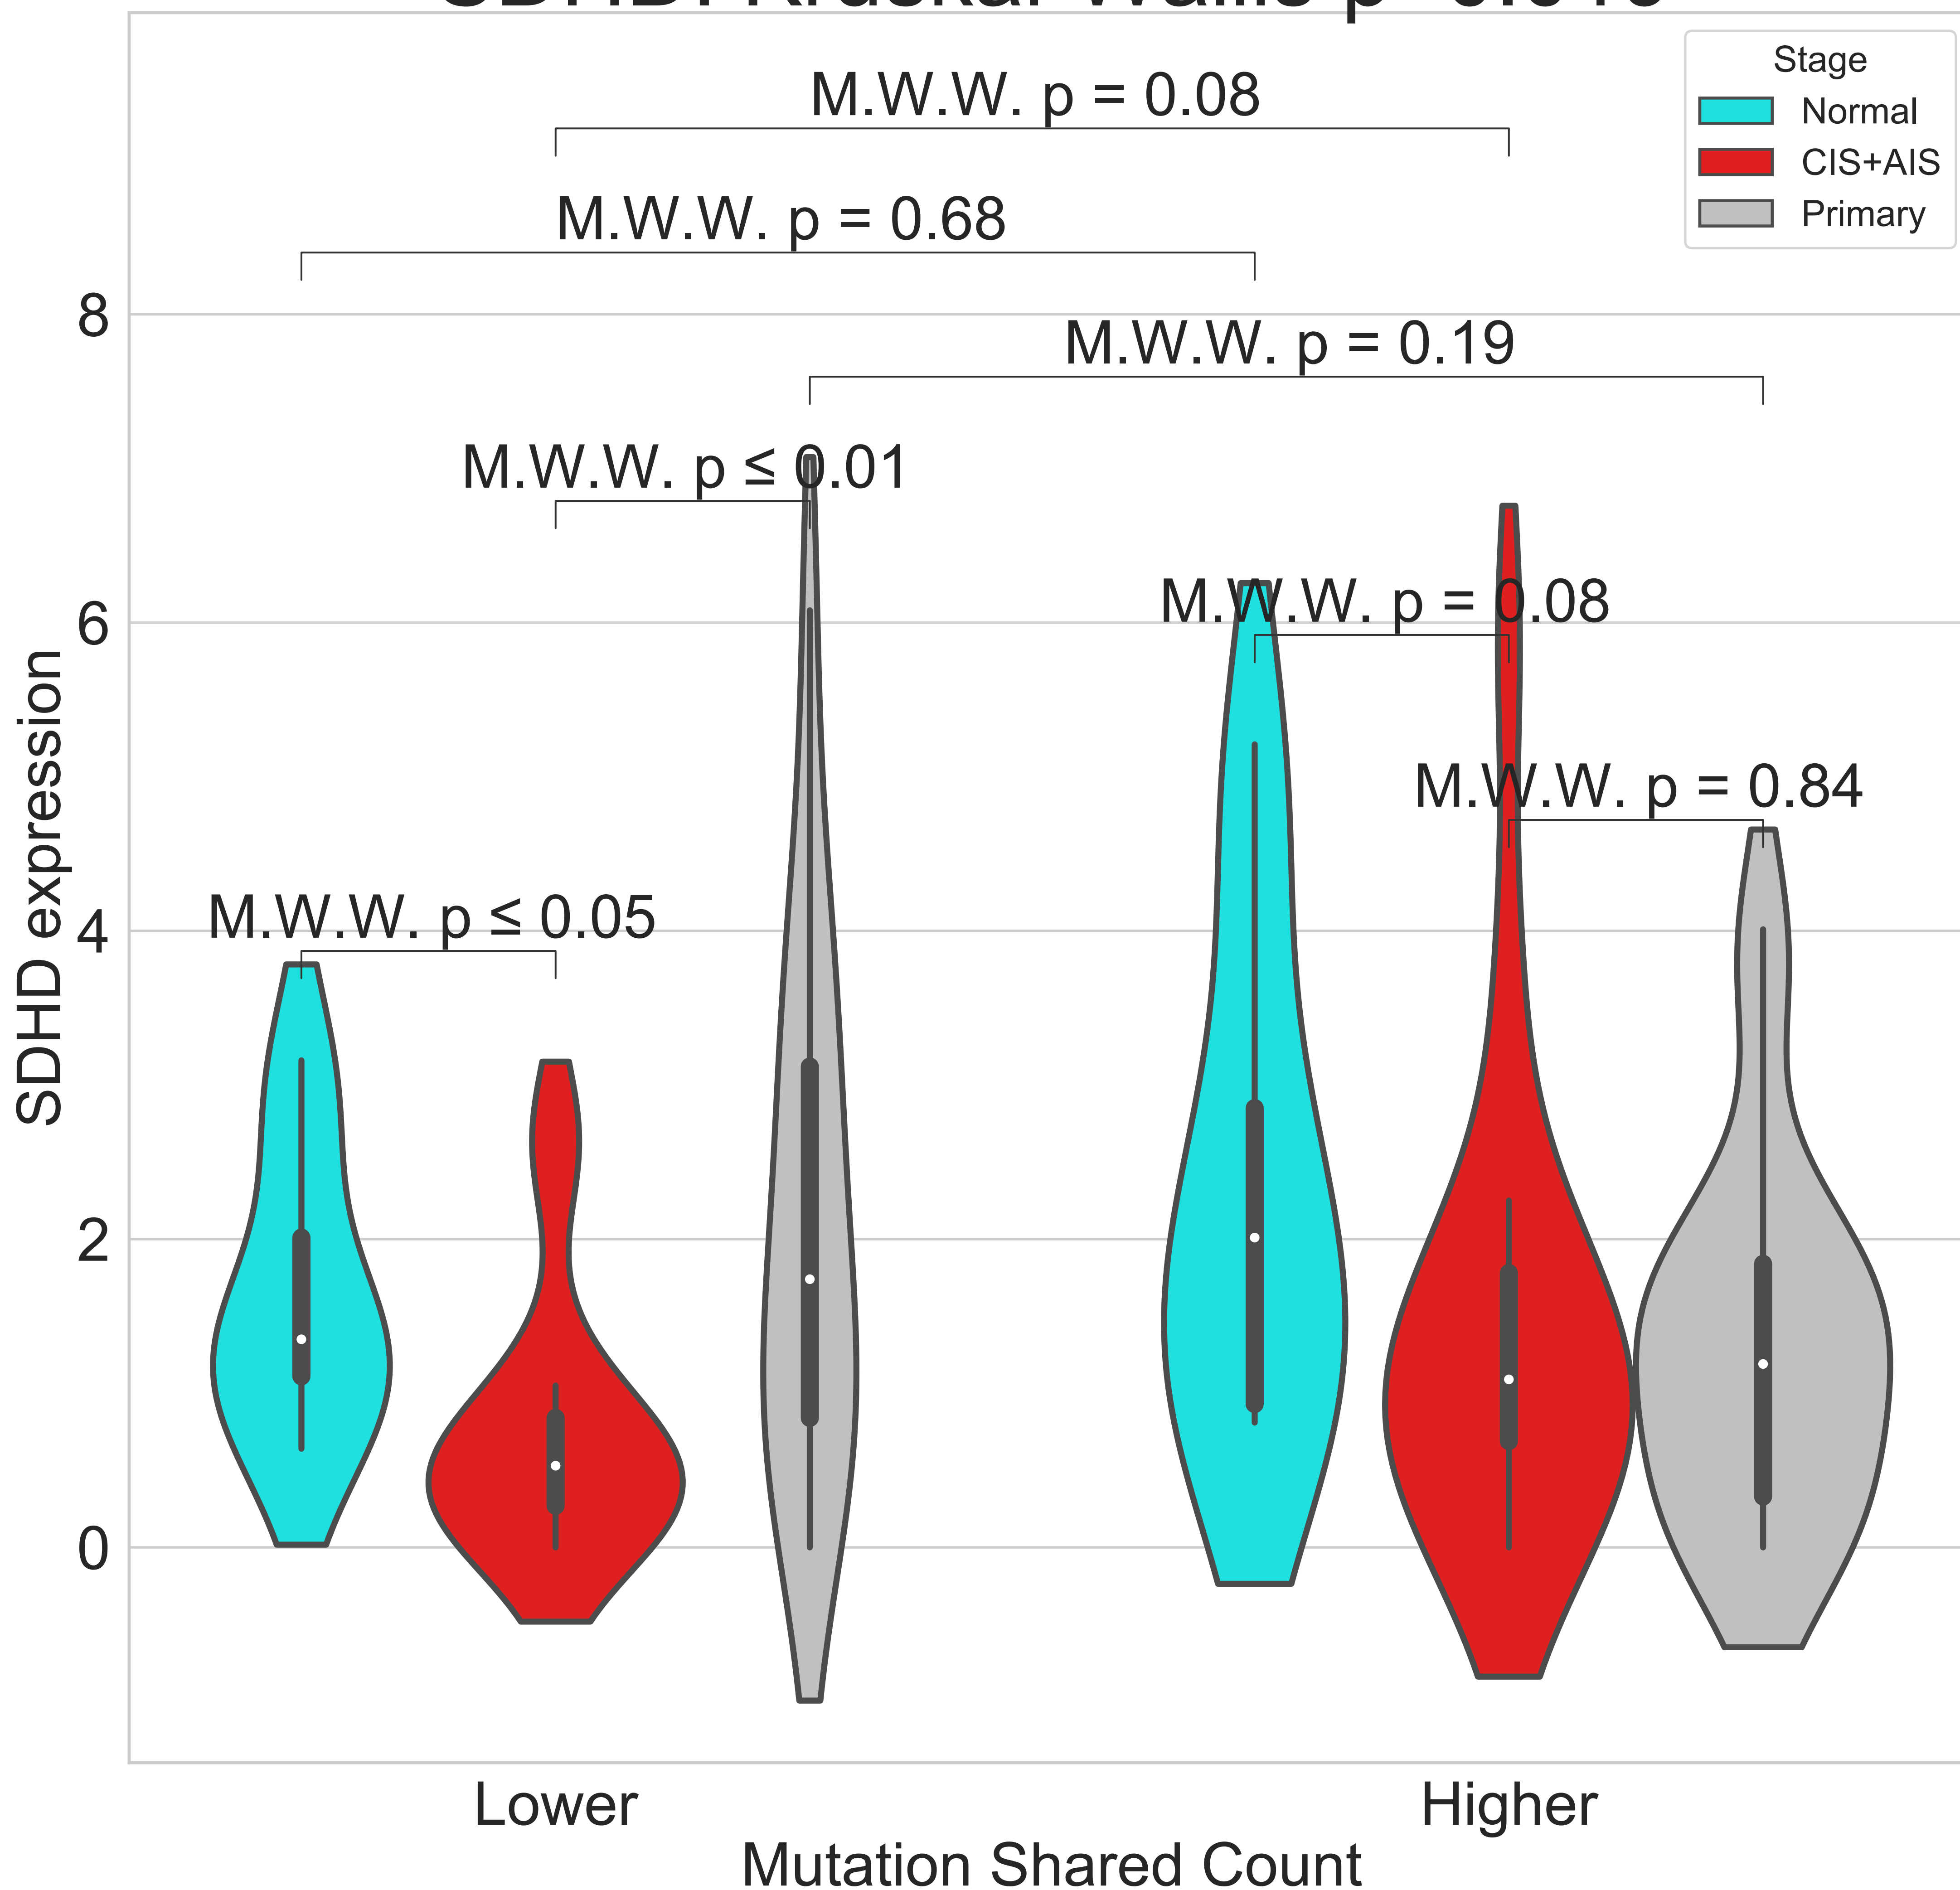 Stage
Normal
CIS+AIS
Primary
M.W.W. p = 0.08
M.W.W. p = 0.68
M.W.W. p = 0.19
M.W.W. p ≤ 0.01
M.W.W. p = 0.08
M.W.W. p = 0.84
M.W.W. p ≤ 0.05
8
6
4
2
0
SDHD expression
Lower
Higher
Mutation Shared Count